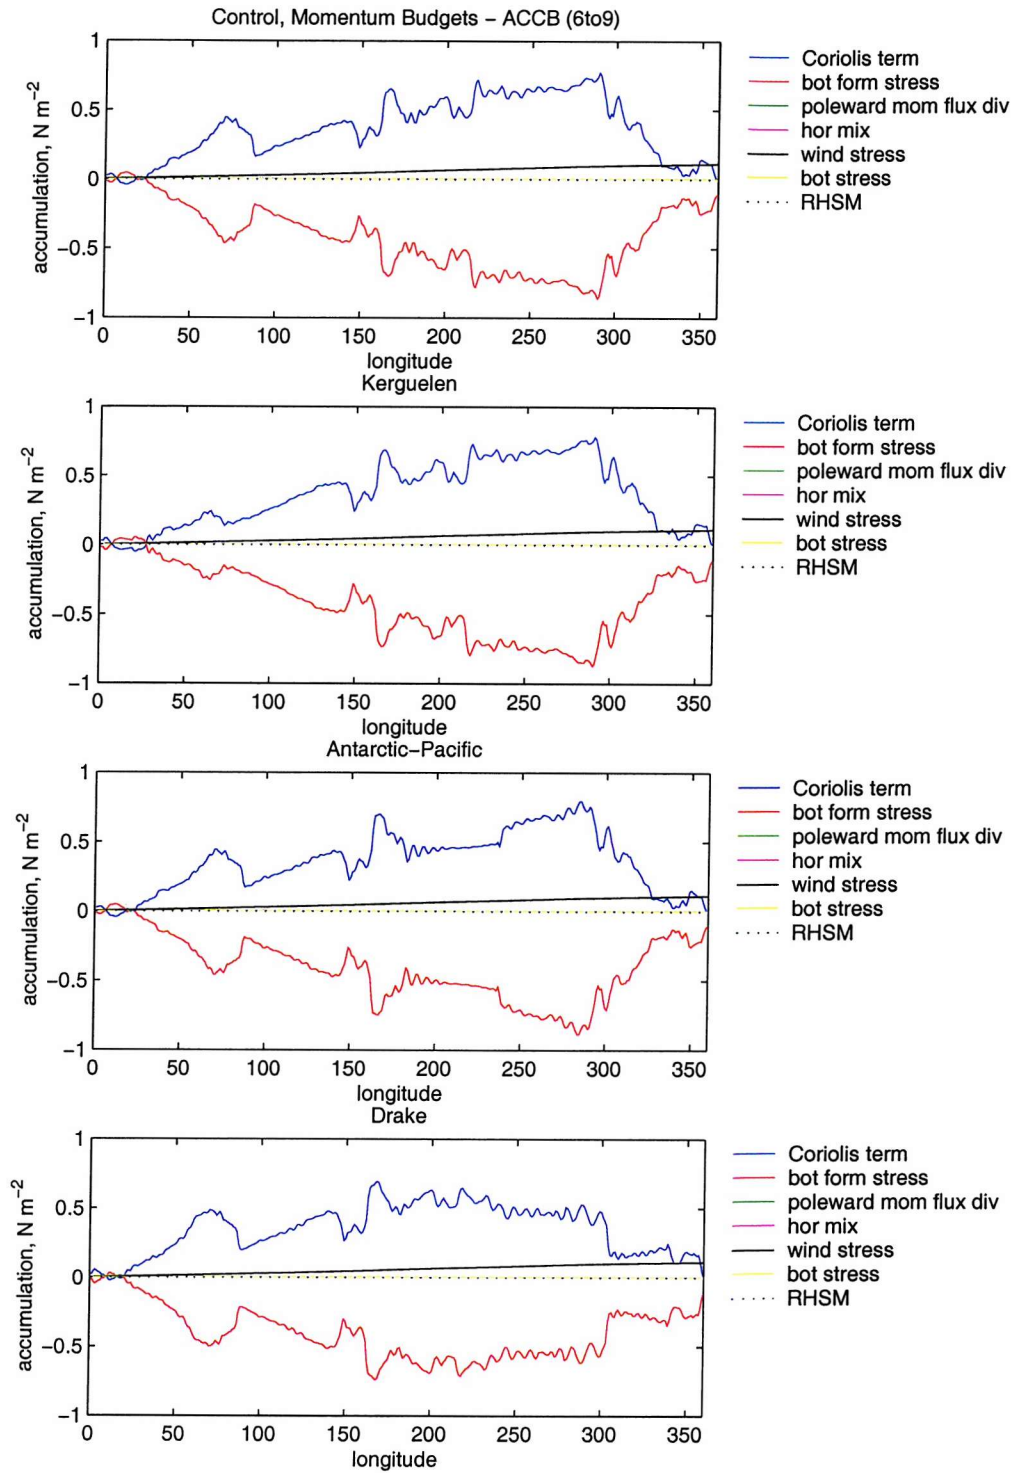 Control, Momentum Budgets – ACCB (6to9)
1
0.5
0
−0.5
−1
accumulation, N m−2
0 50 100 150 200 250 300 350
longitude
Coriolis term
bot form stress
poleward mom flux div
hor mix
wind stress
bot stress
RHSM
Kerguelen
1
0.5
0
−0.5
−1
accumulation, N m−2
0 50 100 150 200 250 300 350
longitude
Coriolis term
bot form stress
poleward mom flux div
hor mix
wind stress
bot stress
RHSM
Antarctic–Pacific
1
0.5
0
−0.5
−1
accumulation, N m−2
0 50 100 150 200 250 300 350
longitude
Coriolis term
bot form stress
poleward mom flux div
hor mix
wind stress
bot stress
RHSM
Drake
1
0.5
0
−0.5
−1
accumulation, N m−2
0 50 100 150 200 250 300 350
longitude
Coriolis term
bot form stress
poleward mom flux div
hor mix
wind stress
bot stress
RHSM